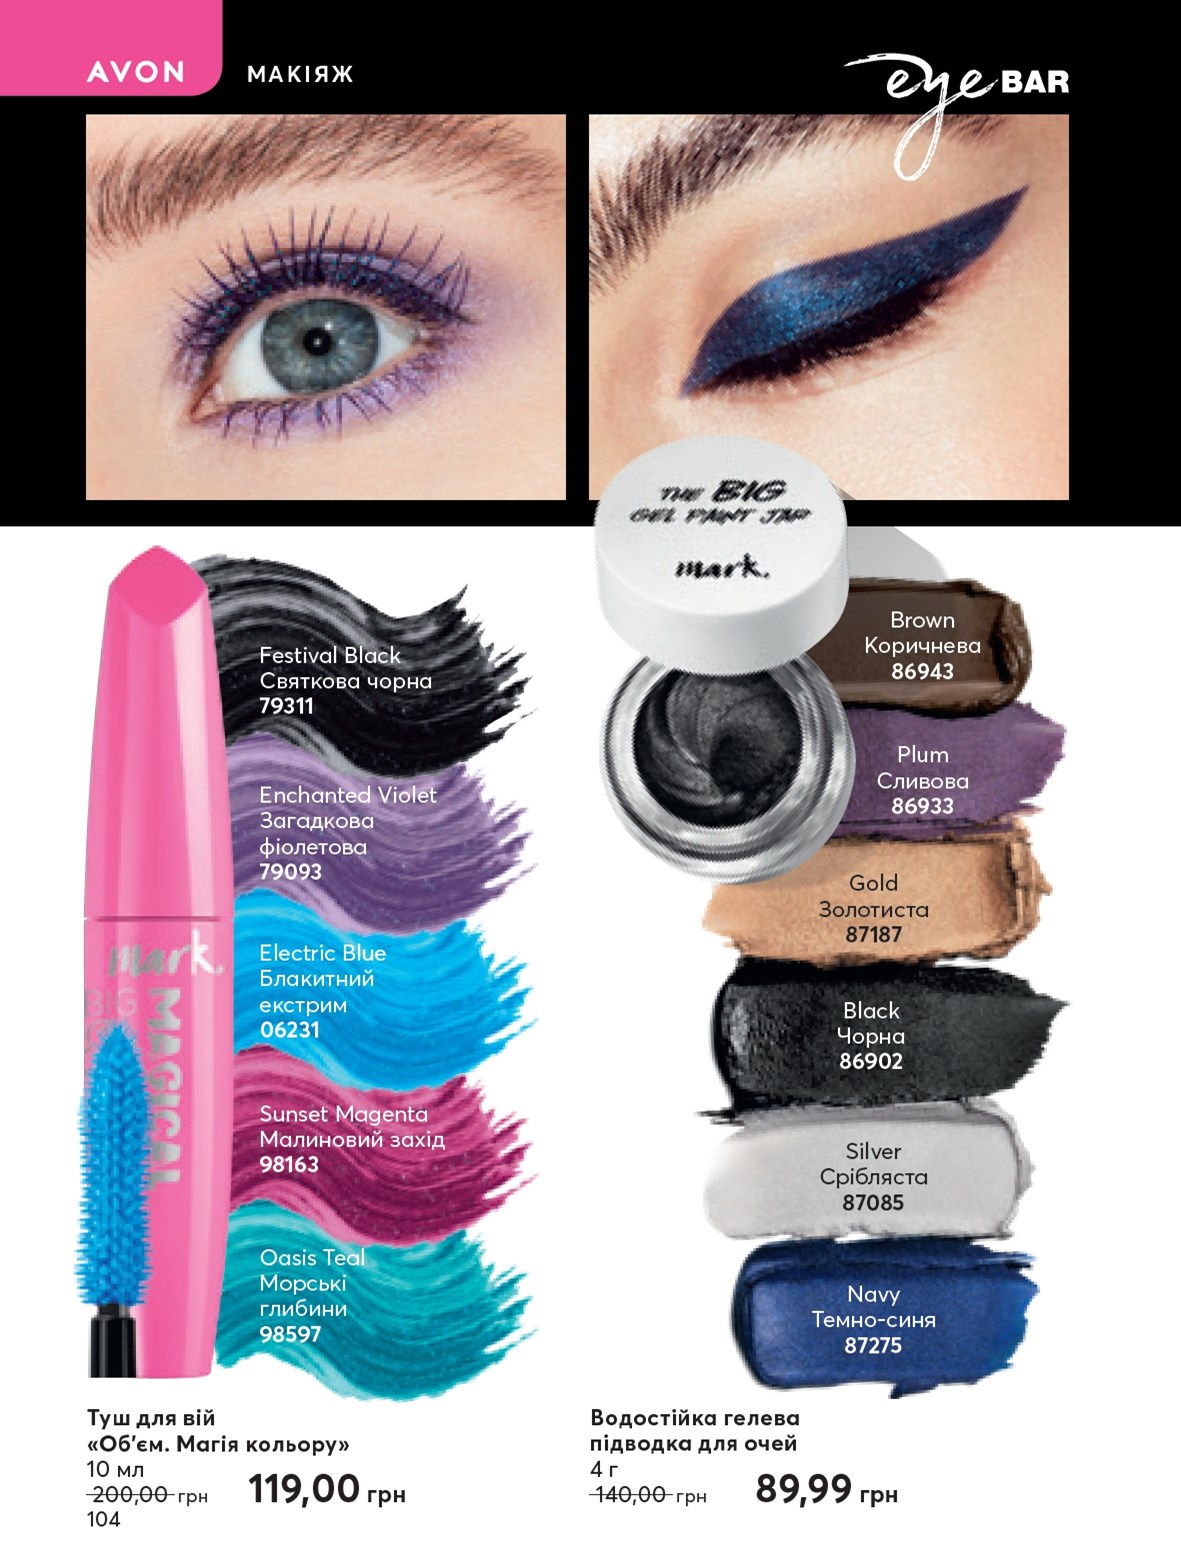 AVON
МАКІЯЖ
eye BAR
THE BIG
GEL PAINT JAR
mark.
Festival Black
Святкова чорна
79311
Enchanted Violet
Загадкова
фіолетова
79093
Electric Blue
Блакитний
екстрим
06231
Sunset Magenta
Малиновий захід
98163
Oasis Teal
Морські
глибини
98597
mark.
BIG
MAGICAL
Brown
Коричнева
86943
Plum
Сливова
86933
Gold
Золотиста
87187
Black
Чорна
86902
Silver
Срібляста
87085
Navy
Темно-синя
87275
Туш для вій
«Об'єм. Магія кольору»
10 мл
200,00 грн 119,00 грн
104
Водостійка гелева
підводка для очей
4 г
140,00 грн 89,99 грн